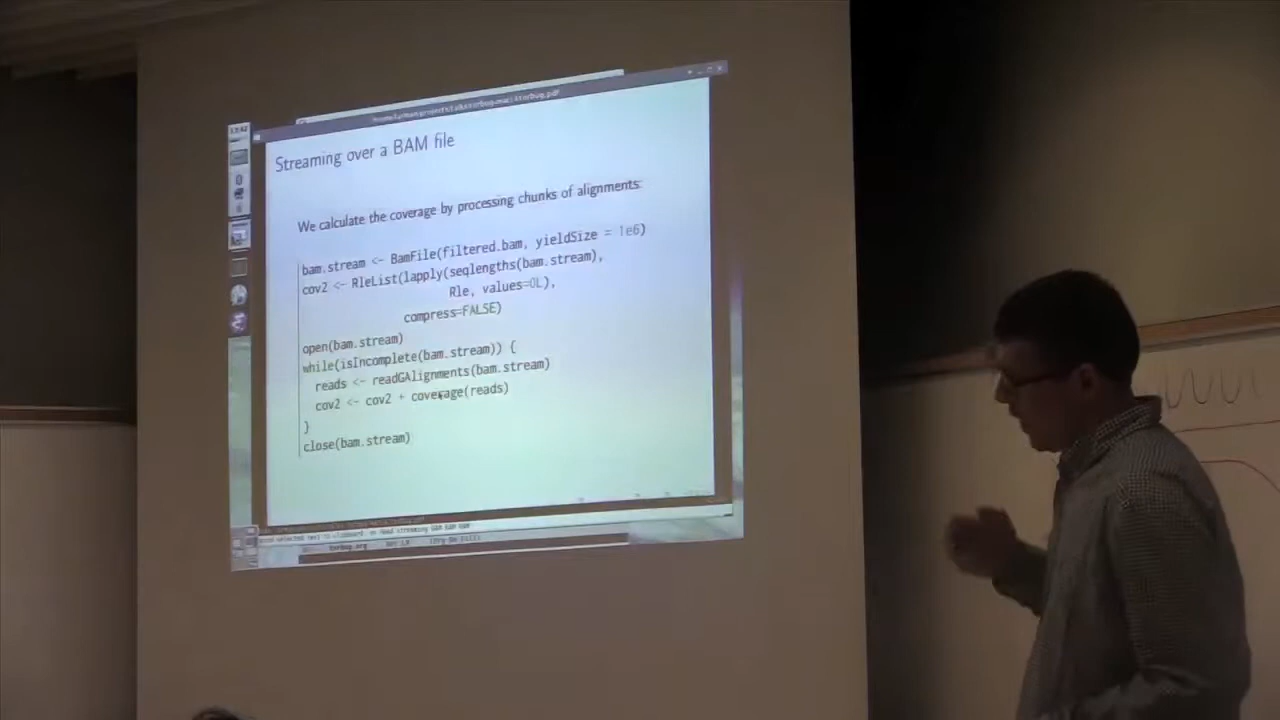 Streaming over a BAM file
We calculate the coverage by processing chunks of alignments:
bam.stream <- BamFile(filtered.bam, yieldSize = 1e6)
cov2 <- RleList(lapply(seqlengths(bam.stream),
Rle, values=0L),
compress=FALSE)
open(bam.stream)
while(isIncomplete(bam.stream)) {
reads <- readGAlignments(bam.stream)
cov2 <- cov2 + coverage(reads)
}
close(bam.stream)